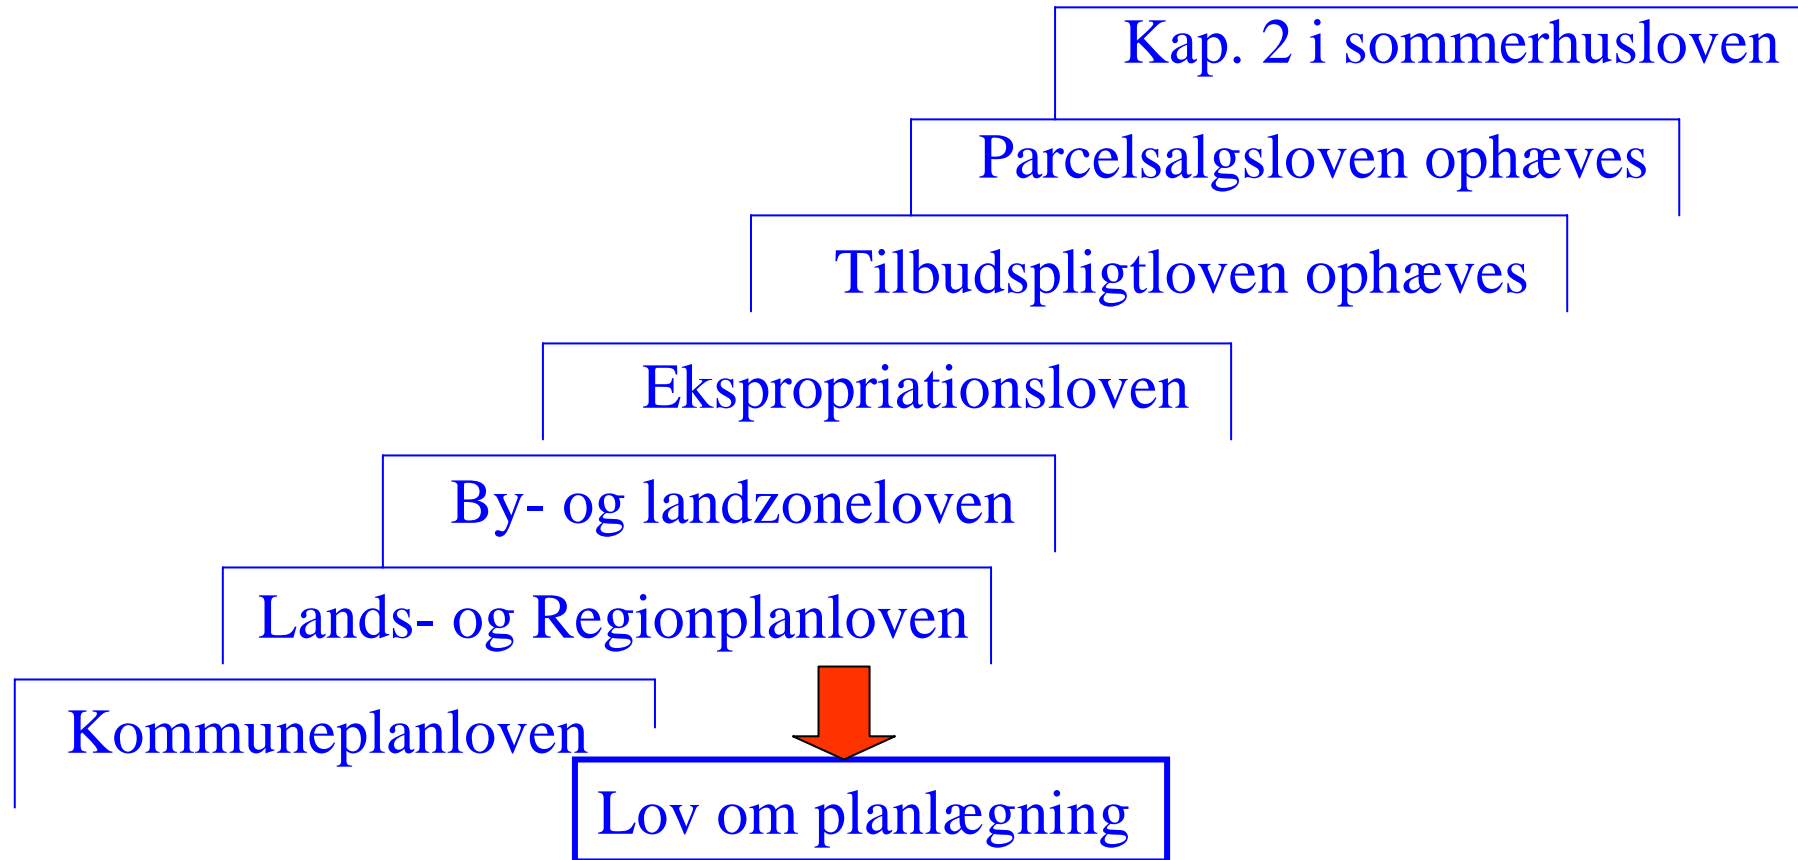 Kap. 2 i sommerhusloven
Parcelsalgsloven ophæves
Tilbudspligtloven ophæves
Ekspropriationsloven
By- og landzoneloven
Lands- og Regionplanloven
Kommuneplanloven
Lov om planlægning